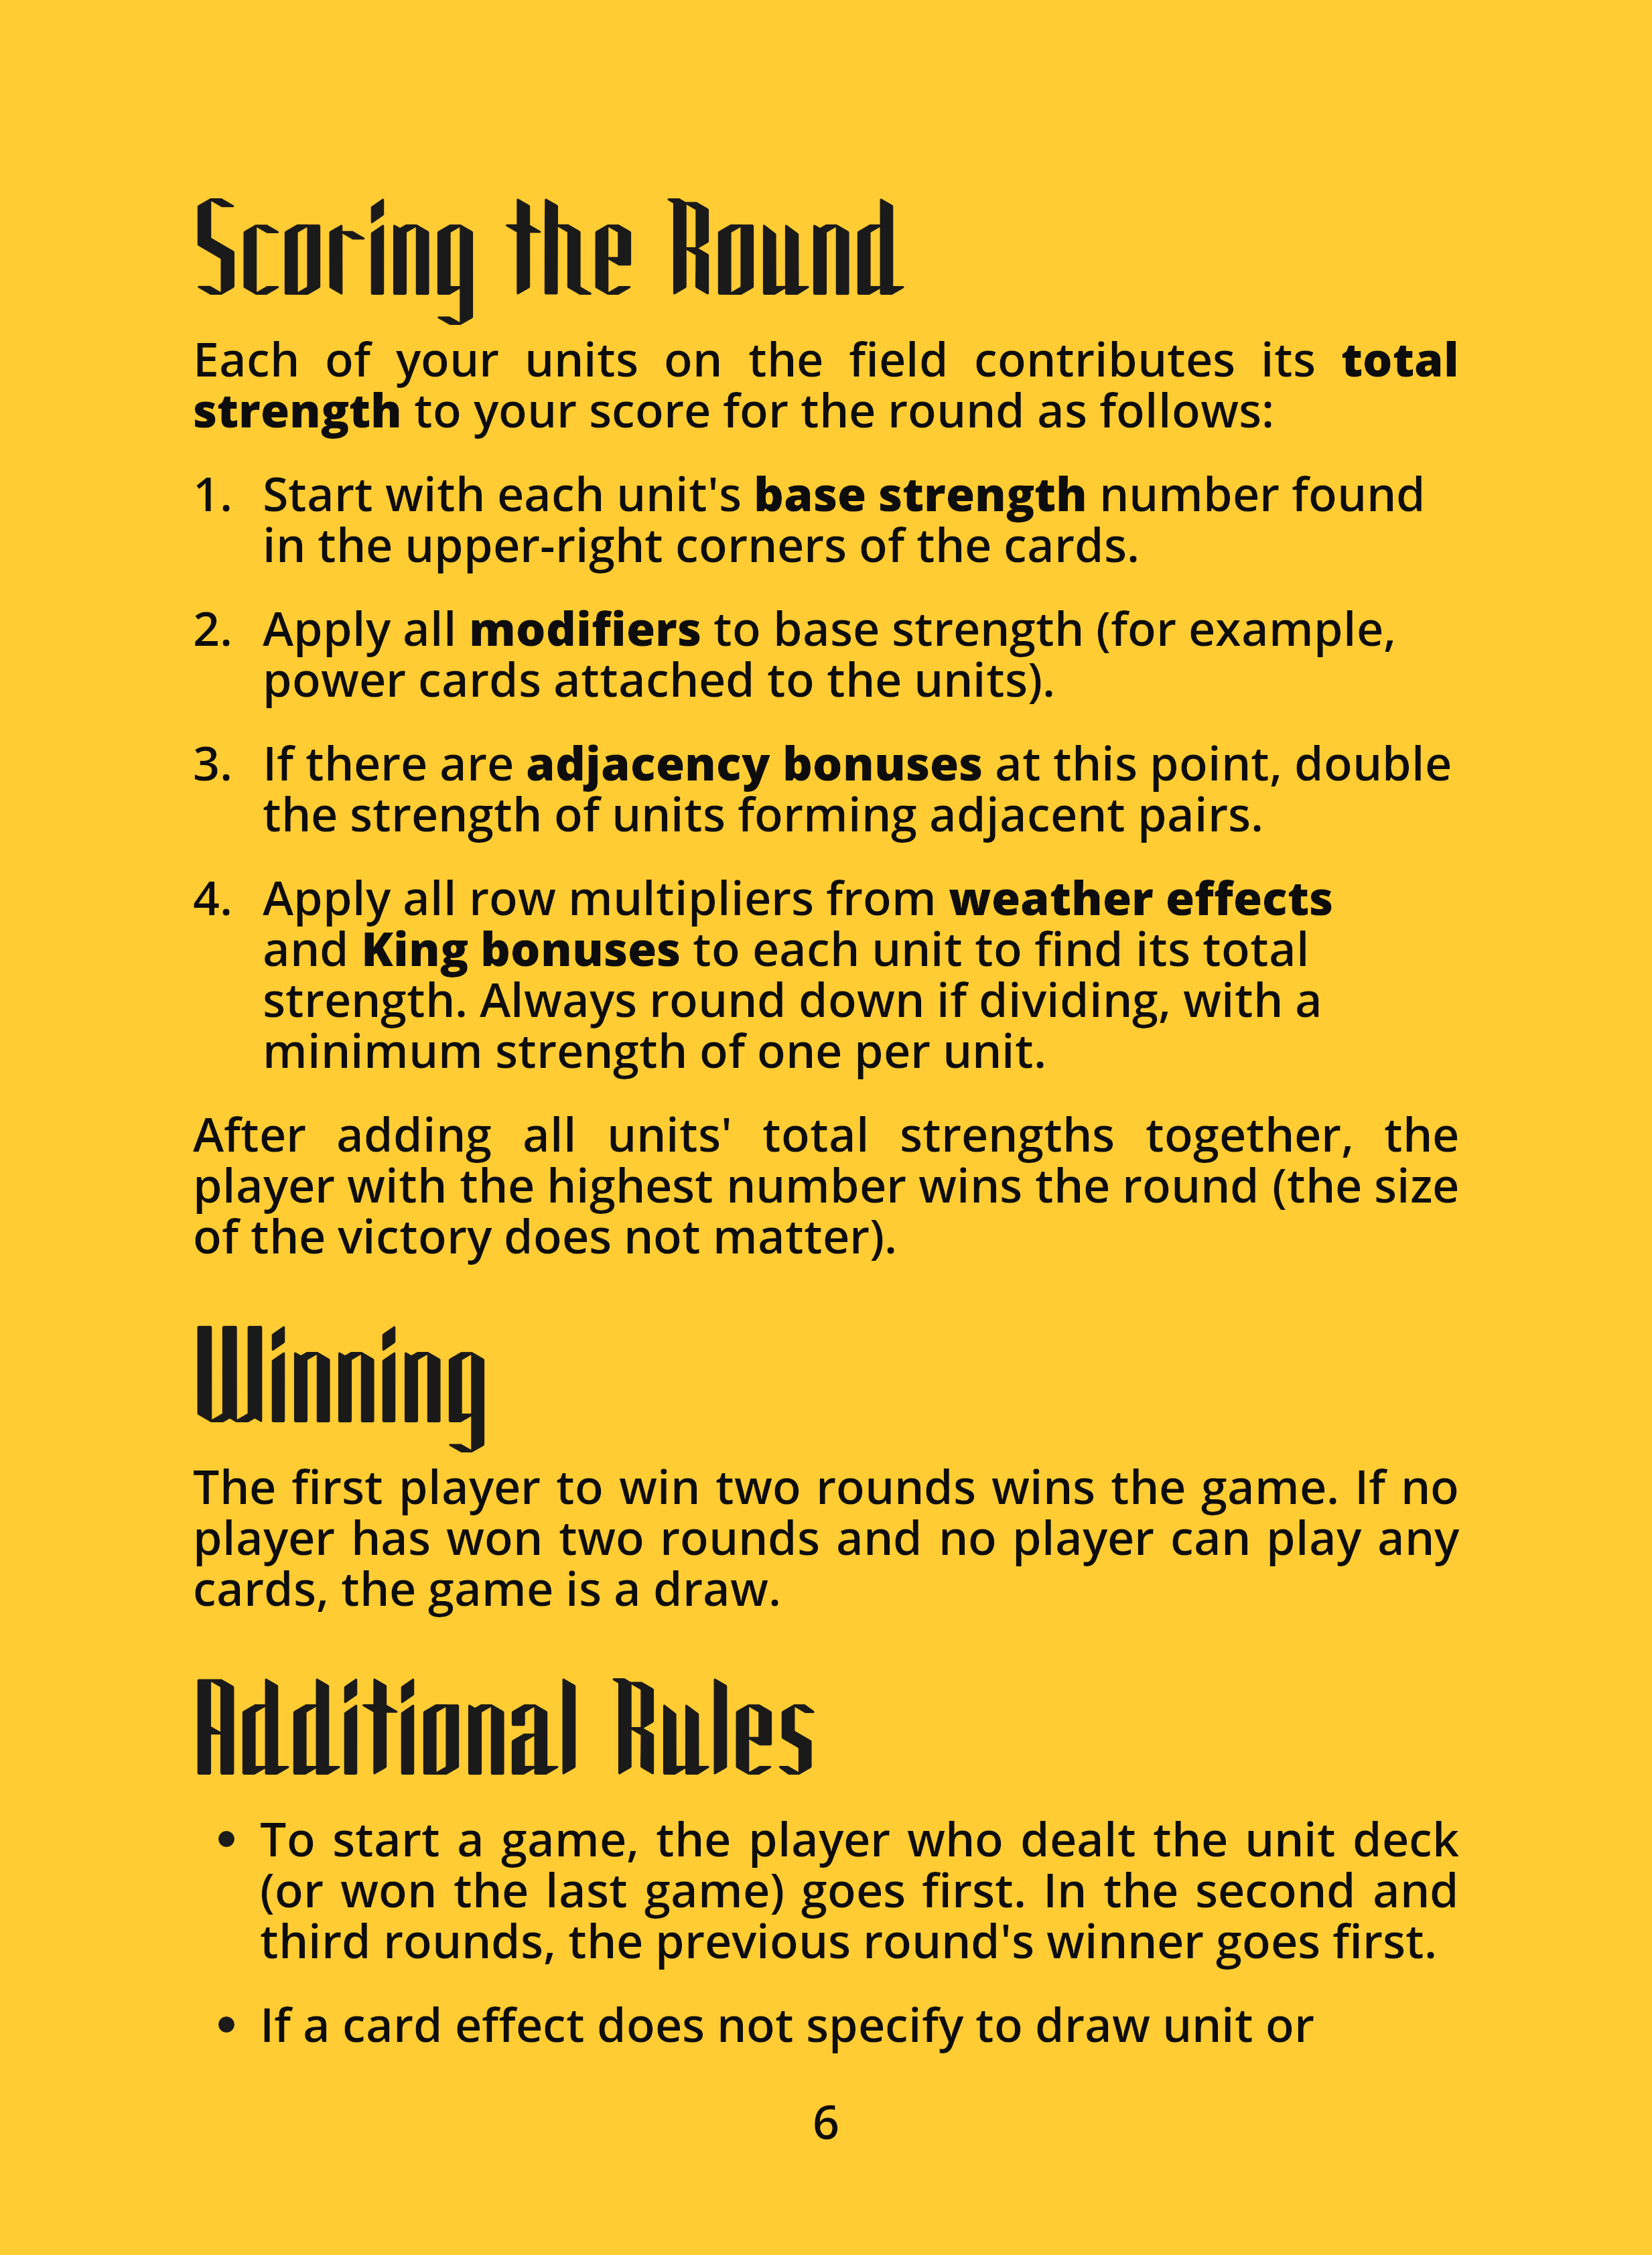 Scoring the Round
Each of your units on the field contributes its total
strength to your score for the round as follows:
1. Start with each unit's base strength number found
in the upper-right corners of the cards.
2. Apply all modifiers to base strength (for example,
power cards attached to the units).
3. If there are adjacency bonuses at this point, double
the strength of units forming adjacent pairs.
4. Apply all row multipliers from weather effects
and King bonuses to each unit to find its total
strength. Always round down if dividing, with a
minimum strength of one per unit.
After adding all units' total strengths together, the
player with the highest number wins the round (the size
of the victory does not matter).
Winning
The first player to win two rounds wins the game. If no
player has won two rounds and no player can play any
cards, the game is a draw.
Additional Rules
• To start a game, the player who dealt the unit deck
(or won the last game) goes first. In the second and
third rounds, the previous round's winner goes first.
• If a card effect does not specify to draw unit or
6